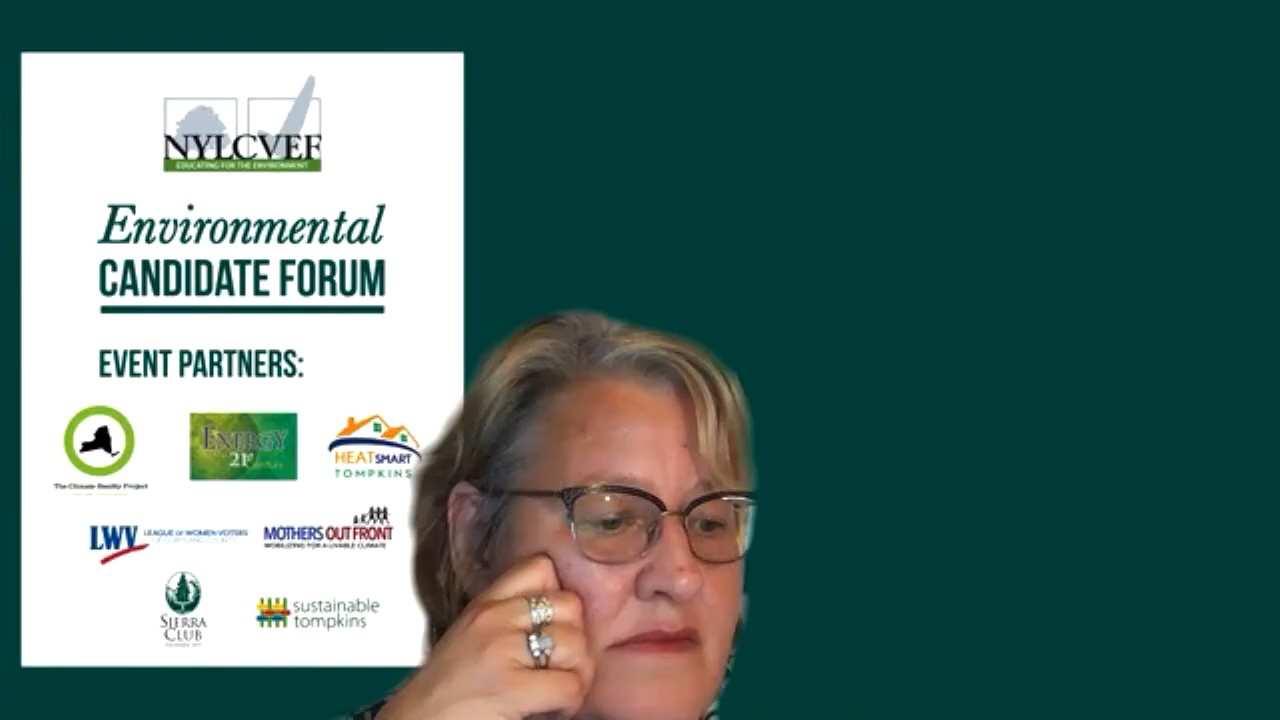 NYLCVEF
EDUCATING FOR THE ENVIRONMENT
Environmental
CANDIDATE FORUM
EVENT PARTNERS:
The Climate Reality Project
ENERGY
21st
HEATSMART
TOMPKINS
LWV LEAGUE OF WOMEN VOTERS
MOTHERS OUT FRONT
MOBILIZING FOR A LIVABLE CLIMATE
SIERRA
CLUB
sustainable
tompkins